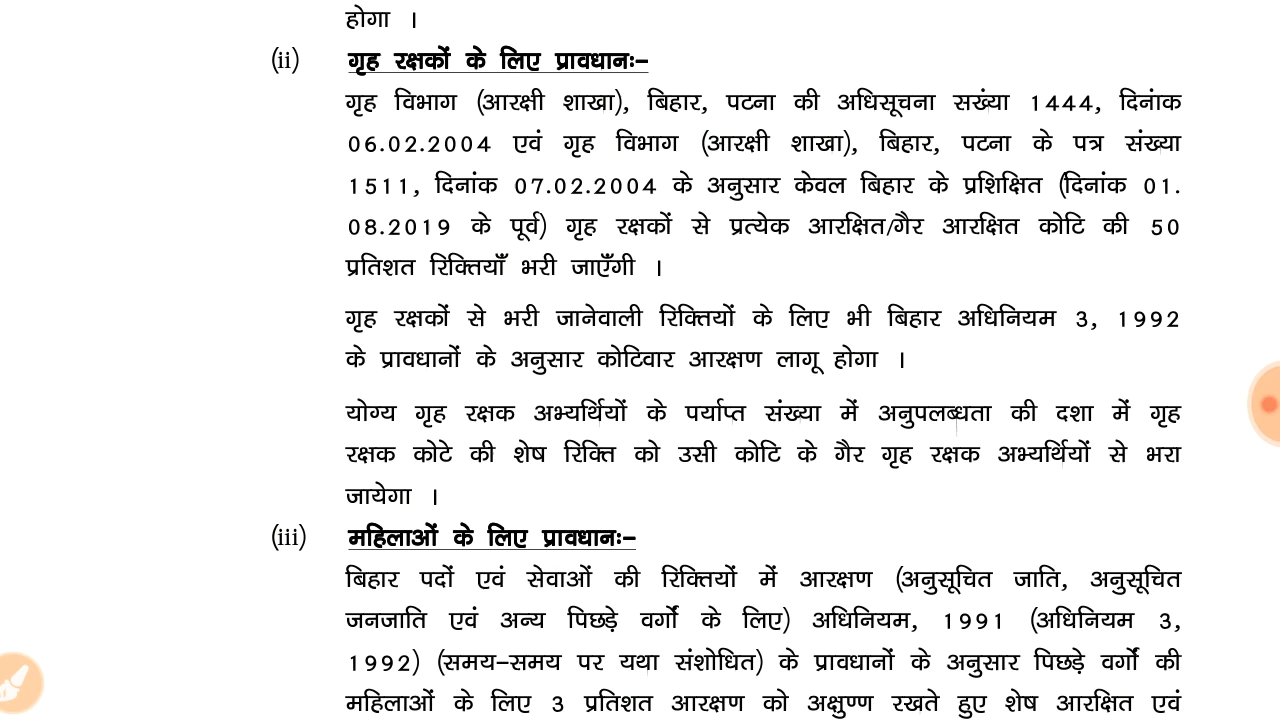 होगा ।
(ii) गृह रक्षकों के लिए प्रावधानः–
गृह विभाग (आरक्षी शाखा), बिहार, पटना की अधिसूचना सख्ंया 1444, दिनंाक
06.02.2004 एवं गृह विभाग (आरक्षी शाखा), बिहार, पटना के पत्र संख्या
1511, दिनांक 07.02.2004 के अनुसार केवल बिहार के प्रशिक्षित (दिनांक 01.
08.2019 के पूर्व) गृह रक्षकों से प्रत्येक आरक्षित/गैर आरक्षित कोटि की 50
प्रतिशत रिक्तियाँ भरी जाएँगी ।
गृह रक्षकों से भरी जानेवाली रिक्तियों के लिए भी बिहार अधिनियम 3, 1992
के प्रावधानों के अनुसार कोटिवार आरक्षण लागू होगा ।
योग्य गृह रक्षक अभ्यर्थियों के पर्याप्त संख्या में अनुपलब्धता की दशा में गृह
रक्षक कोटे की शेष रिक्ति को उसी कोटि के गैर गृह रक्षक अभ्यर्थियों से भरा
जायेगा ।
(iii) महिलाओं के लिए प्रावधानः–
बिहार पदों एवं सेवाओं की रिक्तियों में आरक्षण (अनुसूचित जाति, अनुसूचित
जनजाति एवं अन्य पिछड़े वर्गों के लिए) अधिनियम, 1991 (अधिनियम 3,
1992) (समय–समय पर यथा संशोधित) के प्रावधानों के अनुसार पिछड़े वर्गों की
महिलाओं के लिए 3 प्रतिशत आरक्षण को अक्षुण्ण रखते हुए शेष आरक्षित एवं